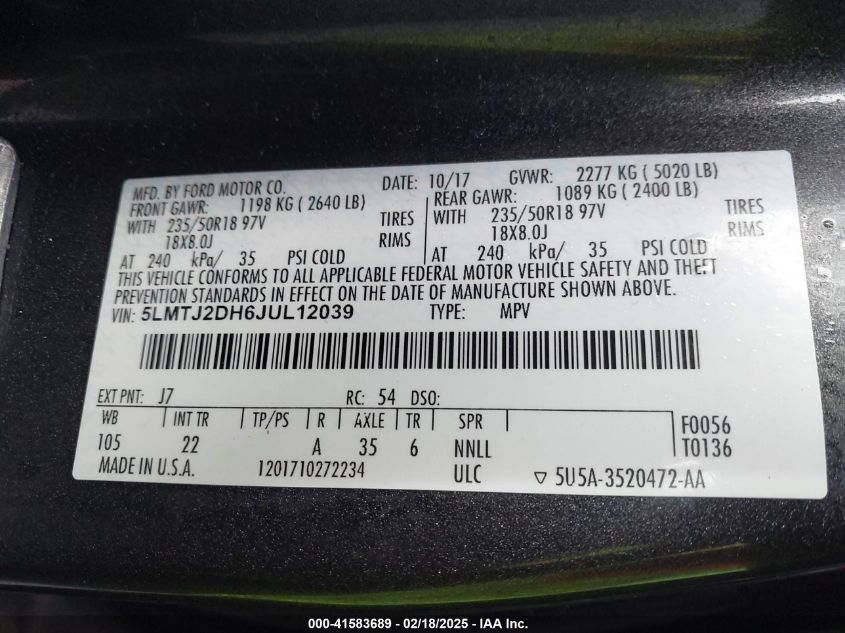 MFD. BY FORD MOTOR CO.
DATE: 10/17 GVWR: 2277 KG ( 5020 LB)
FRONT GAWR: 1198 KG ( 2640 LB)
WITH 235/50R18 97V TIRES
18X8.0J RIMS
AT 240 kPa/ 35 PSI COLD
REAR GAWR: 1089 KG ( 2400 LB)
WITH 235/50R18 97V TIRES
18X8.0J RIMS
AT 240 kPa/ 35 PSI COLD
THIS VEHICLE CONFORMS TO ALL APPLICABLE FEDERAL MOTOR VEHICLE SAFETY AND THEFT
PREVENTION STANDARDS IN EFFECT ON THE DATE OF MANUFACTURE SHOWN ABOVE.
VIN: 5LMTJ2DH6JUL12039 TYPE: MPV
EXT PNT: J7 RC: 54 DSO:
WB | INT TR | TP/PS | R | AXLE | TR | SPR
105 22 A 35 6 NNLL
F0056
T0136
MADE IN U.S.A. 1201710272234 ULC ▽ 5U5A-3520472-AA
000-41583689 - 02/18/2025 - IAA Inc.